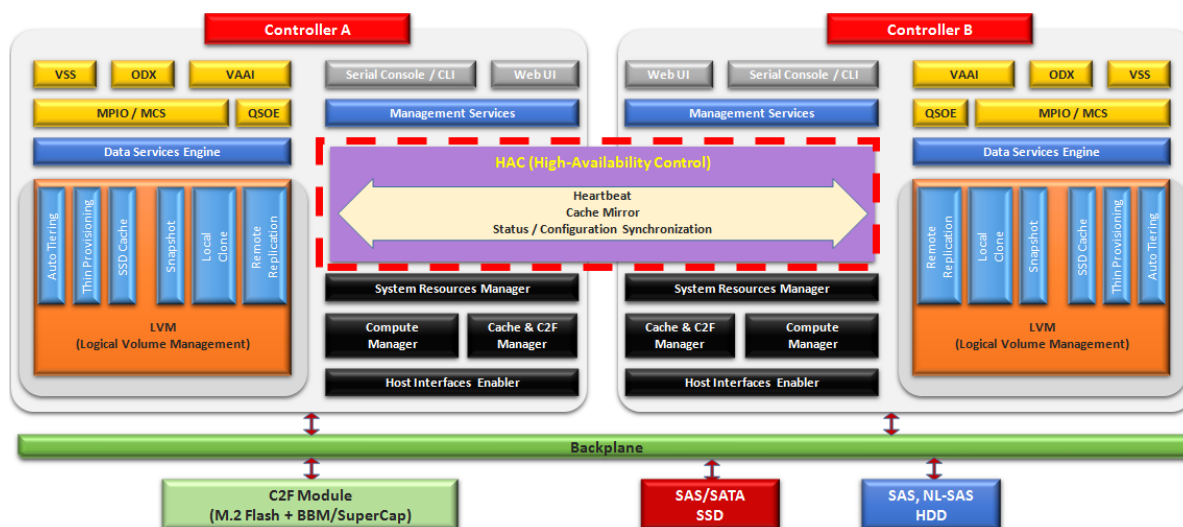 Controller A
Controller B
VSS
ODX
VAAI
Serial Console / CLI
Web UI
Web UI
Serial Console / CLI
VAAI
ODX
VSS
MPIO / MCS
QSOE
Management Services
Management Services
QSOE
MPIO / MCS
Data Services Engine
Data Services Engine
HAC (High-Availability Control)
Heartbeat
Cache Mirror
Status / Configuration Synchronization
Auto Tiering
Thin Provisioning
SSD Cache
Snapshot
Local
Clone
Remote
Replication
Remote
Replication
Local
Clone
Snapshot
SSD Cache
Thin Provisioning
Auto Tiering
LVM
(Logical Volume Management)
LVM
(Logical Volume Management)
System Resources Manager
System Resources Manager
Compute
Manager
Cache & C2F
Manager
Cache & C2F
Manager
Compute
Manager
Host Interfaces Enabler
Host Interfaces Enabler
Backplane
C2F Module
(M.2 Flash + BBM/SuperCap)
SAS/SATA
SSD
SAS, NL-SAS
HDD